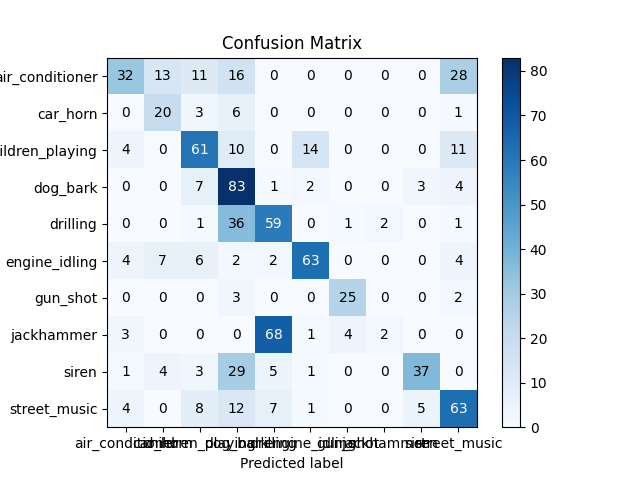 Confusion Matrix
air_conditioner 32 13 11 16 0 0 0 0 0 28
car_horn 0 20 3 6 0 0 0 0 0 1
ildren_playing 4 0 61 10 0 14 0 0 0 11
dog_bark 0 0 7 83 1 2 0 0 3 4
drilling 0 0 1 36 59 0 1 2 0 1
engine_idling 4 7 6 2 2 63 0 0 0 4
gun_shot 0 0 0 3 0 0 25 0 0 2
jackhammer 3 0 0 0 68 1 4 2 0 0
siren 1 4 3 29 5 1 0 0 37 0
street_music 4 0 8 12 7 1 0 0 5 63
80
70
60
50
40
30
20
10
0
street_music
Predicted label